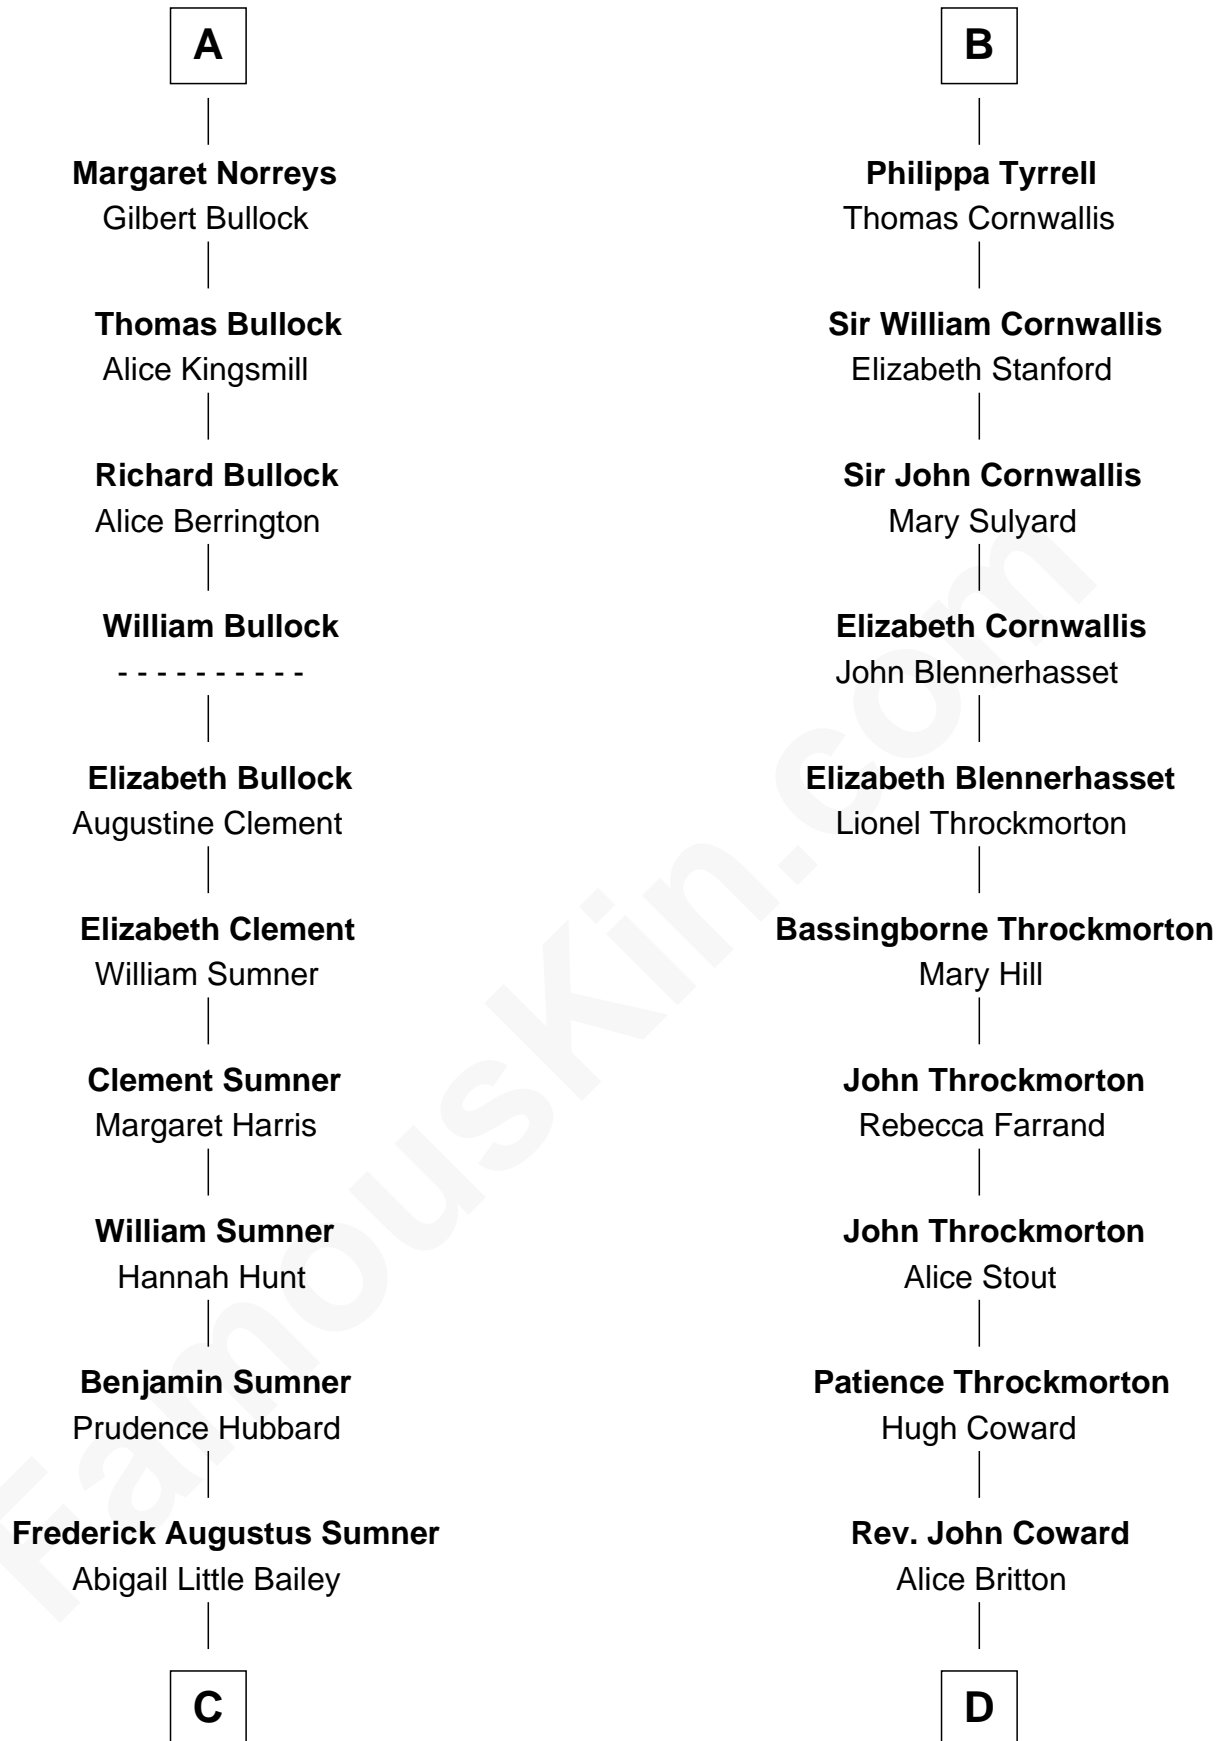 A
Margaret Norreys
Gilbert Bullock
Thomas Bullock
Alice Kingsmill
Richard Bullock
Alice Berrington
William Bullock
- - - - - - - - - -
Elizabeth Bullock
Augustine Clement
Elizabeth Clement
William Sumner
Clement Sumner
Margaret Harris
William Sumner
Hannah Hunt
Benjamin Sumner
Prudence Hubbard
Frederick Augustus Sumner
Abigail Little Bailey
C
B
Philippa Tyrrell
Thomas Cornwallis
Sir William Cornwallis
Elizabeth Stanford
Sir John Cornwallis
Mary Sulyard
Elizabeth Cornwallis
John Blennerhasset
Elizabeth Blennerhasset
Lionel Throckmorton
Bassingborne Throckmorton
Mary Hill
John Throckmorton
Rebecca Farrand
John Throckmorton
Alice Stout
Patience Throckmorton
Hugh Coward
Rev. John Coward
Alice Britton
D
FamousKin.com